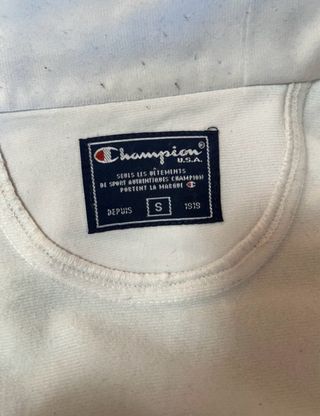 Champion®
U.S.A.
SEULS LES VÊTEMENTS
DE SPORT AUTHENTIQUES CHAMPION
PORTENT LA MARQUE C
DEPUIS S 1919